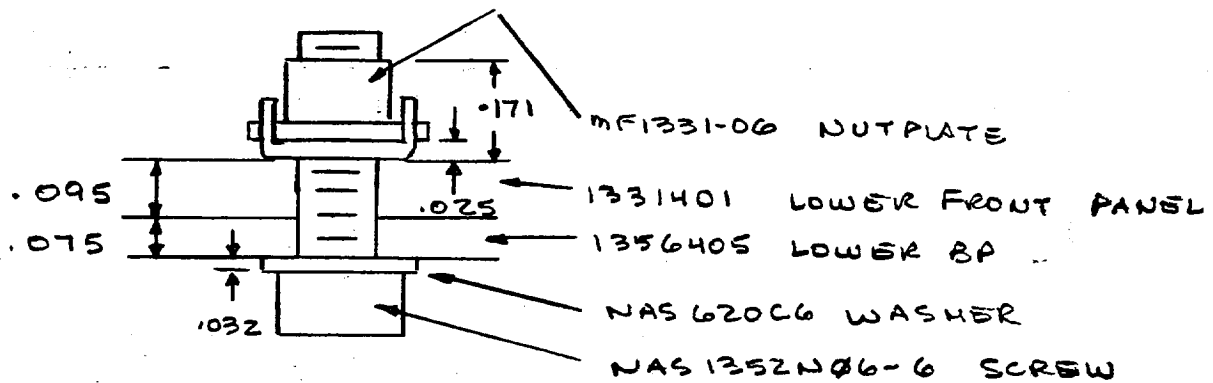 .171
mF1331-06 NUTPLATE
.095
.025
1331401 LOWER FRONT PANEL
.075
1356405 LOWER BP
.032
NAS620C6 WASHER
NAS1352NØ6-6 SCREW